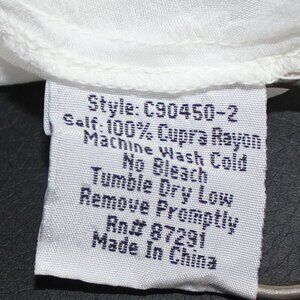 Style: C90450-2
Self: 100% Cupra Rayon
Machine Wash Cold
No Bleach
Tumble Dry Low
Remove Promptly
Rn# 87291
Made In China